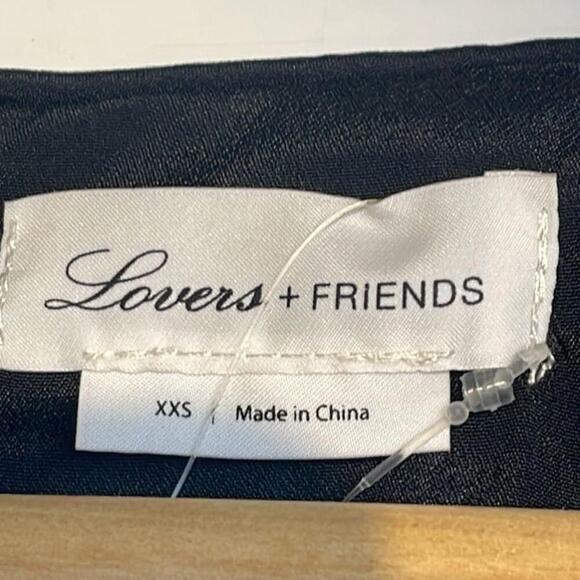 Lovers + FRiENDS
XXS | Made in China